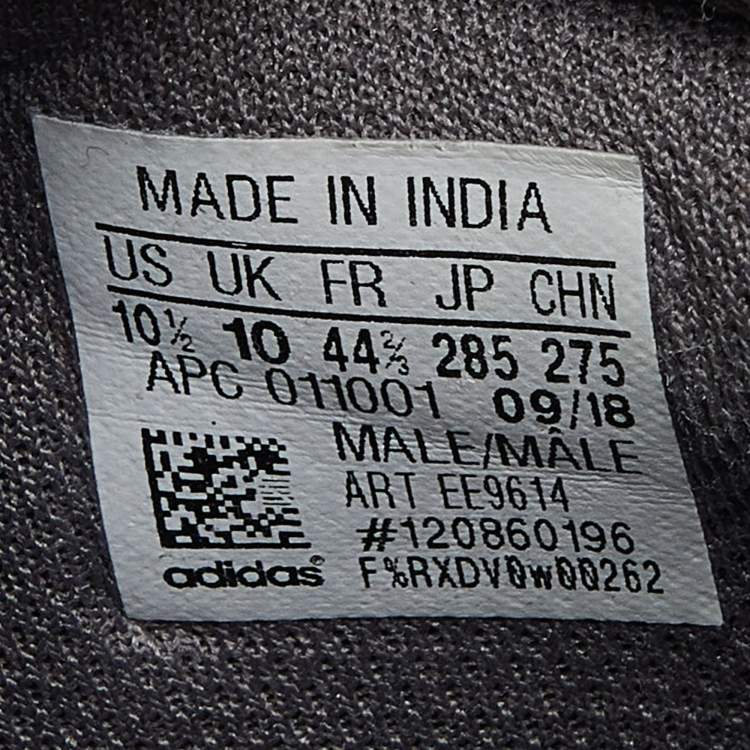 MADE IN INDIA
US UK FR JP CHN
10½ 10 44⅔ 285 275
APC 011001 09/18
MALE/MÂLE
ART EE9614
#120860196
adidas® F%RXDV0w00262